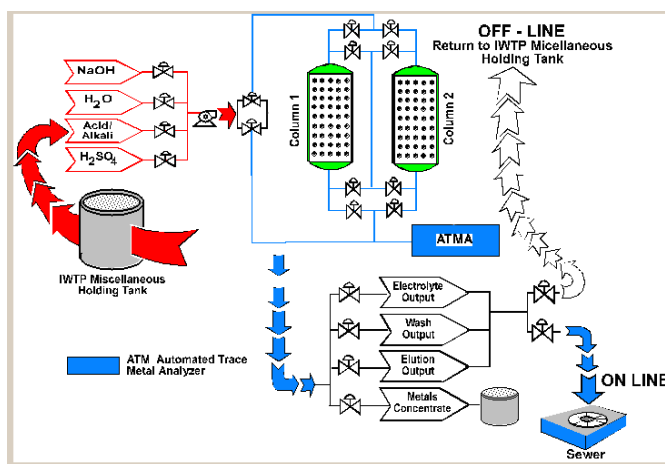 OFF - LINE
Return to IWTP Micellaneous
Holding Tank
NaOH
H2O
Acid/
Alkali
H2SO4
Column 1
Column 2
IWTP Miscellaneous
Holding Tank
ATMA
Electrolyte
Output
Wash
Output
Elution
Output
Metals
Concentrate
ATM Automated Trace
Metal Analyzer
ON LINE
Sewer